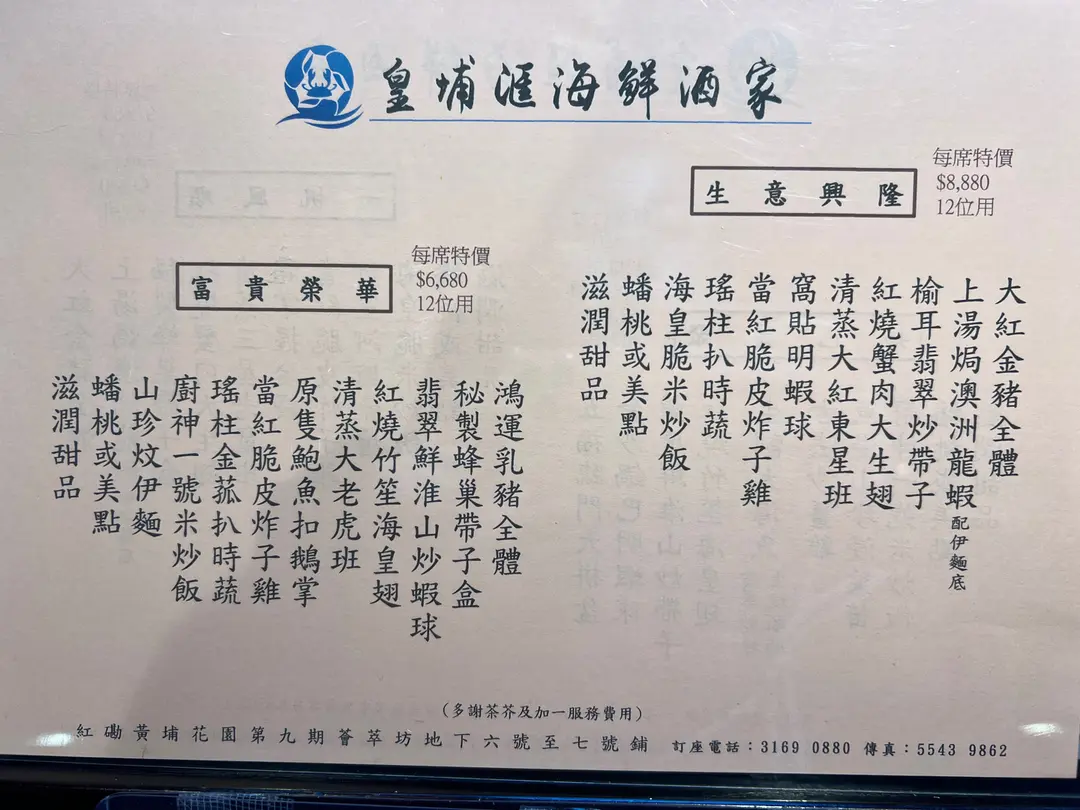 皇埔滙海鮮酒家
生意興隆
每席特價
$8,880
12位用
大紅金豬全體
上湯焗澳洲龍蝦配伊麵底
榆耳翡翠炒帶子
紅燒蟹肉大生翅
清蒸大紅東星班
窩貼明蝦球
當紅脆皮炸子雞
瑤柱扒時蔬
海皇脆米炒飯
蟠桃或美點
滋潤甜品
富貴榮華
每席特價
$6,680
12位用
鴻運乳豬全體
秘製蜂巢帶子盒
翡翠鮮淮山炒蝦球
紅燒竹笙海皇翅
清蒸大老虎班
原隻鮑魚扣鵝掌
當紅脆皮炸子雞
瑤柱金菰扒時蔬
廚神一號米炒飯
山珍炆伊麵
蟠桃或美點
滋潤甜品
(多謝茶芥及加一服務費用)
紅磡黃埔花園第九期薈萃坊地下六號至七號鋪 訂座電話:3169 0880 傳真:5543 9862